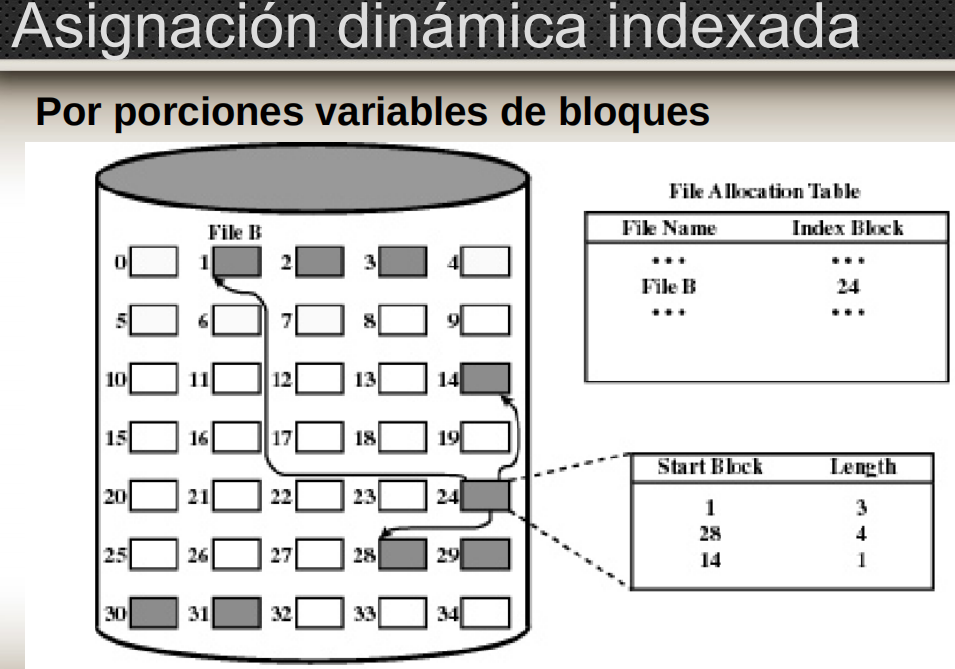 Asignación dinámica indexada
Por porciones variables de bloques
File Allocation Table
File Name Index Block
••• •••
File B 24
••• •••
File B
0 1 2 3 4
5 6 7 8 9
10 11 12 13 14
15 16 17 18 19
20 21 22 23 24
25 26 27 28 29
30 31 32 33 34
Start Block Length
1 3
28 4
14 1